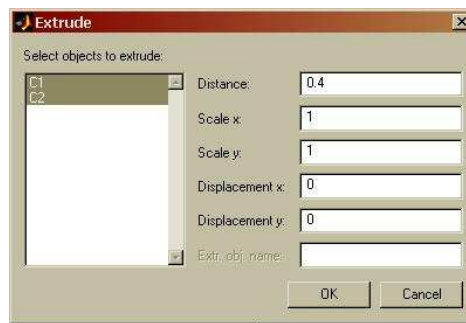 Extrude
Select objects to extrude:
C1
C2
Distance: 0.4
Scale x: 1
Scale y: 1
Displacement x: 0
Displacement y: 0
Extr. obj. name:
OK Cancel